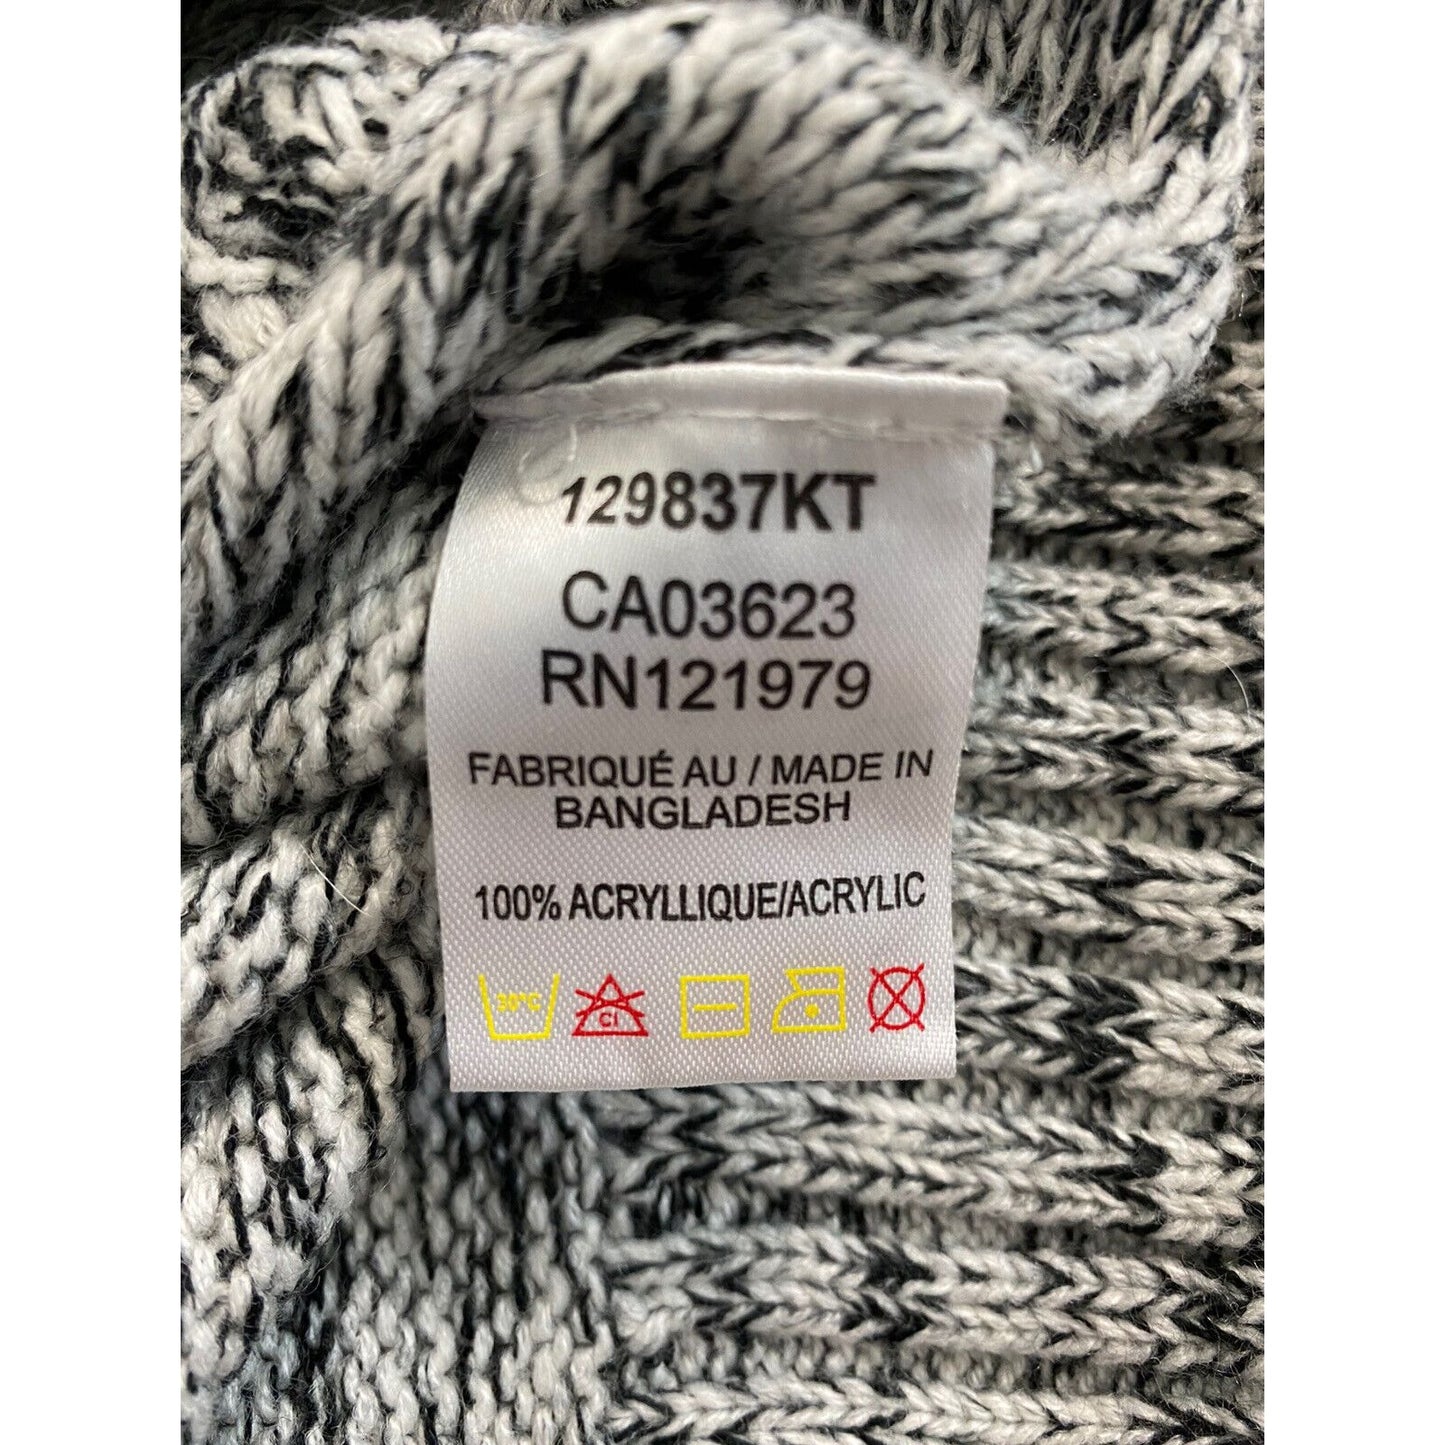 129837KT
CA03623
RN121979
FABRIQUÉ AU / MADE IN
BANGLADESH
100% ACRYLLIQUE/ACRYLIC
30°C Cl